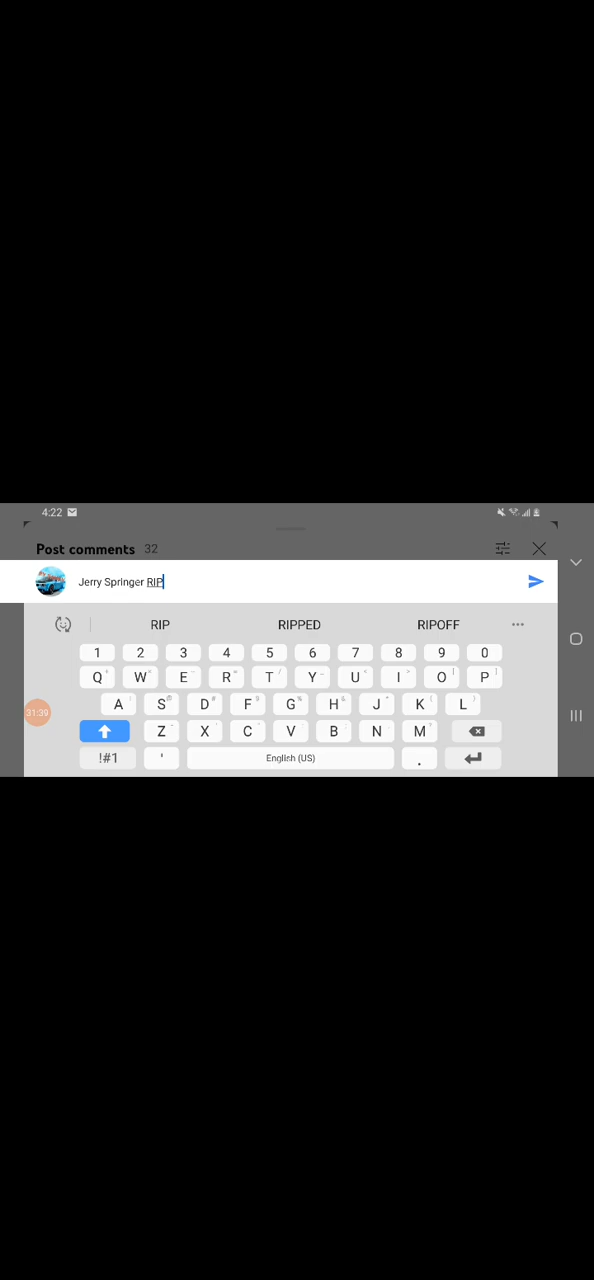 4:22
Post comments 32
Jerry Springer RIP
RIP RIPPED RIPOFF ...
1 2 3 4 5 6 7 8 9 0
Q W E R T Y U I O P
31:39
A S D F G H J K L
Z X C V B N M
!#1 ' English (US) .